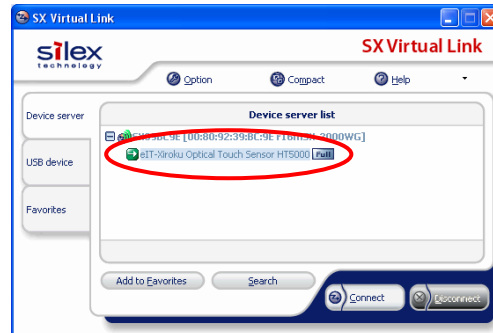 SX Virtual Link
silex
technology
SX Virtual Link
Option
Compact
Help
Device server
Device server list
USB device
eIT-Xiroku Optical Touch Sensor HT5000 Full
Favorites
Add to Favorites
Search
Connect
Disconnect